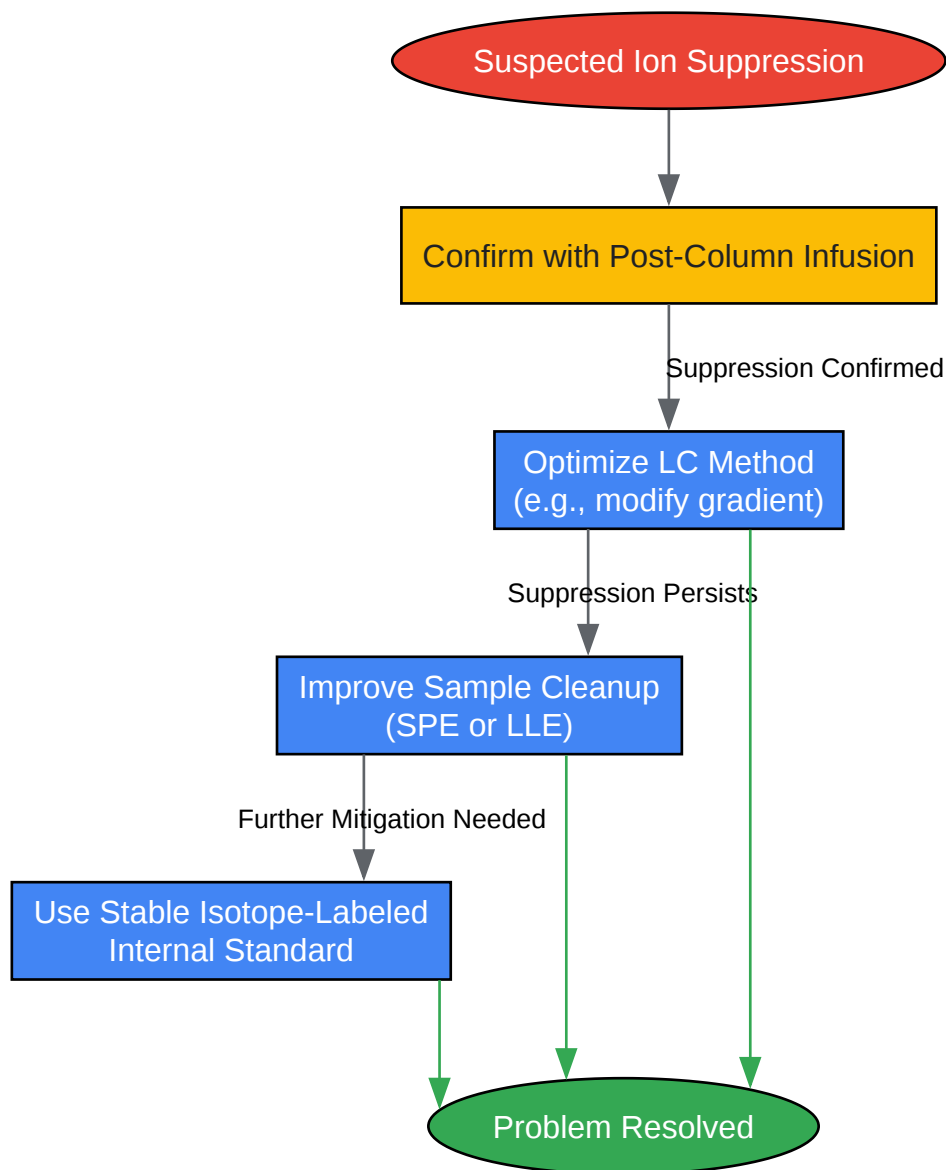 Suspected Ion Suppression
Confirm with Post-Column Infusion
Suppression Confirmed
Optimize LC Method
(e.g., modify gradient)
Suppression Persists
Improve Sample Cleanup
(SPE or LLE)
Further Mitigation Needed
Use Stable Isotope-Labeled
Internal Standard
Problem Resolved